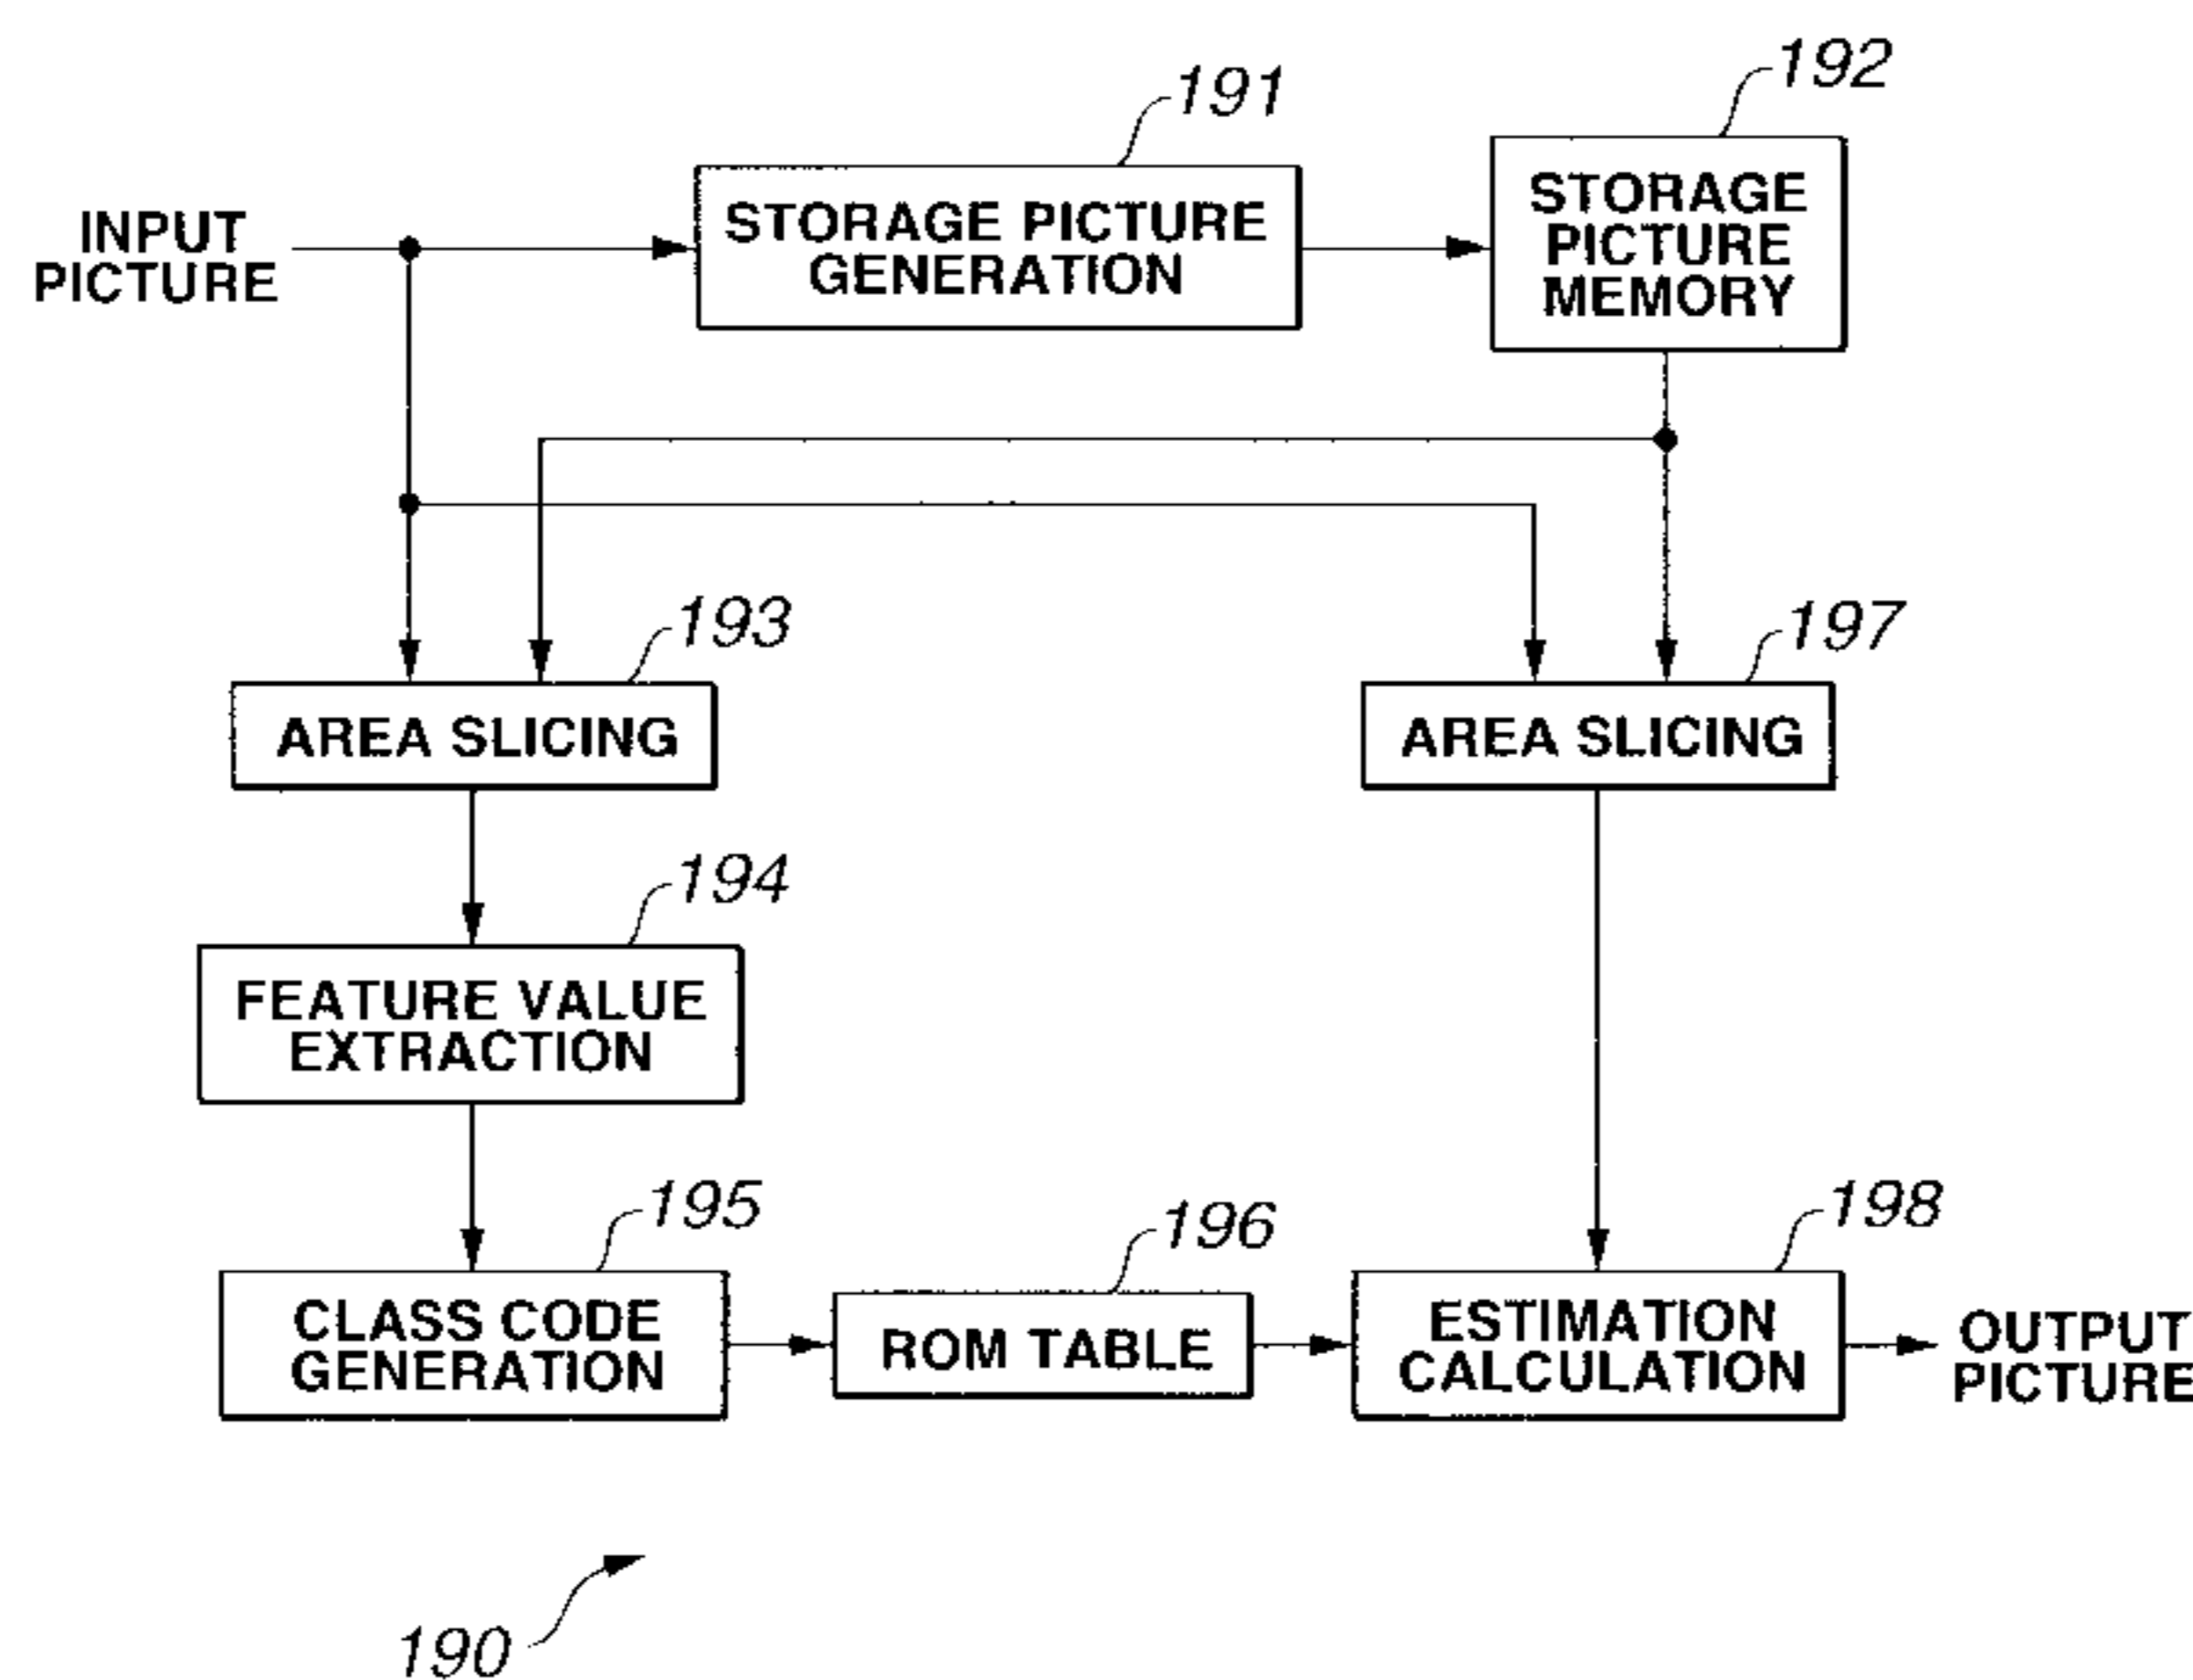 192
191
INPUT
PICTURE
STORAGE PICTURE
GENERATION
STORAGE
PICTURE
MEMORY
193
197
AREA SLICING
AREA SLICING
194
FEATURE VALUE
EXTRACTION
195
196
198
CLASS CODE
GENERATION
ROM TABLE
ESTIMATION
CALCULATION
OUTPUT
PICTURE
190